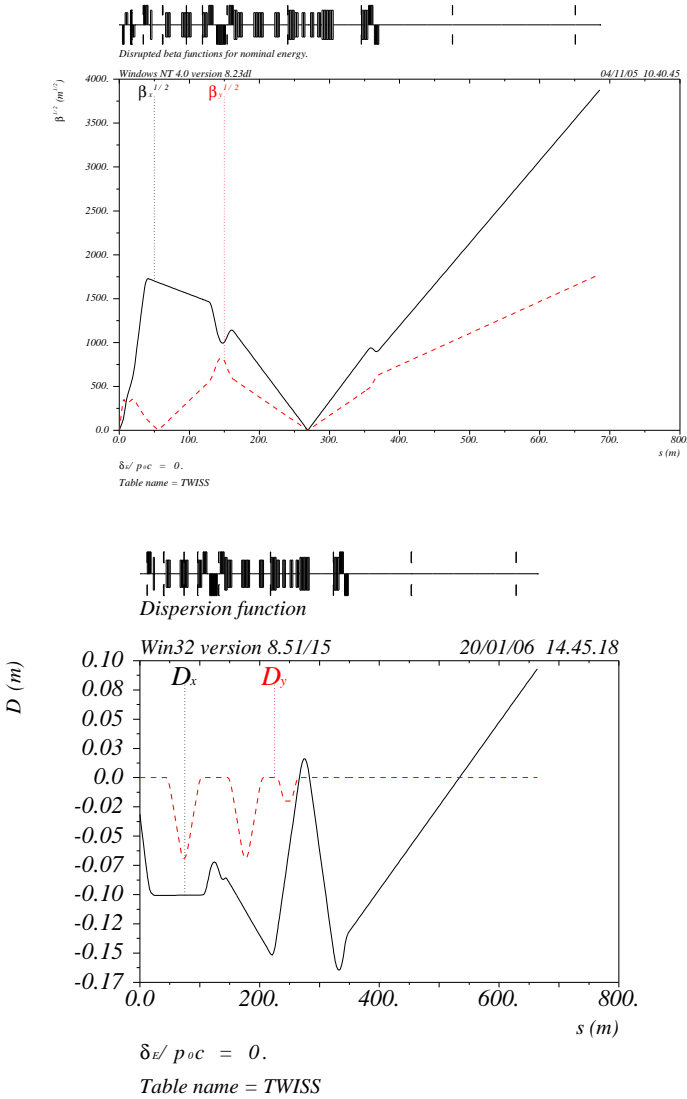 Disrupted beta functions for nominal energy.
Windows NT 4.0 version 8.23dl 04/11/05 10.40.45
β 1/2 (m 1/2)
βx 1/2 βy 1/2
4000.
3500.
3000.
2500.
2000.
1500.
1000.
500.
0.0
0.0 100. 200. 300. 400. 500. 600. 700. 800.
s (m)
δE/ p0c = 0.
Table name = TWISS
Dispersion function
Win32 version 8.51/15 20/01/06 14.45.18
D (m)
Dx Dy
0.10
0.08
0.05
0.03
0.0
-0.02
-0.05
-0.07
-0.10
-0.12
-0.15
-0.17
0.0 200. 400. 600. 800.
s (m)
δE/ p0c = 0.
Table name = TWISS